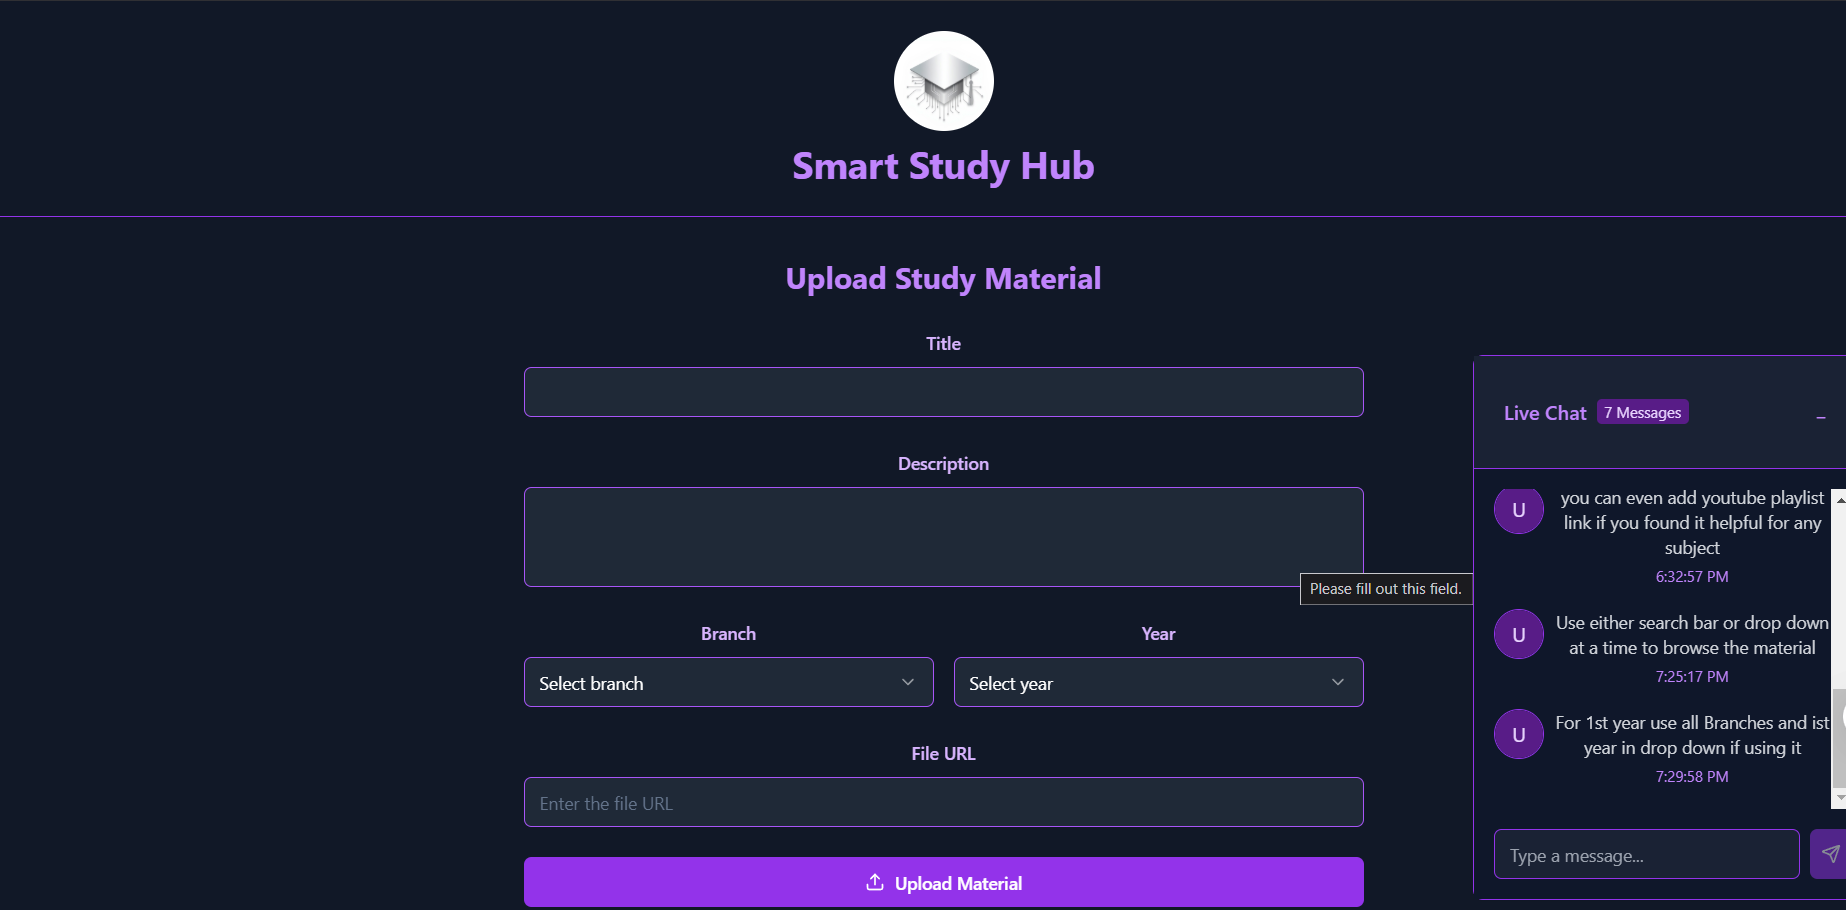 Smart Study Hub
Upload Study Material
Title
Description
Please fill out this field.
Branch
Year
Select branch
Select year
File URL
Enter the file URL
Upload Material
Live Chat
7 Messages
_
U
you can even add youtube playlist
link if you found it helpful for any
subject
6:32:57 PM
U
Use either search bar or drop down
at a time to browse the material
7:25:17 PM
U
For 1st year use all Branches and ist
year in drop down if using it
7:29:58 PM
Type a message...